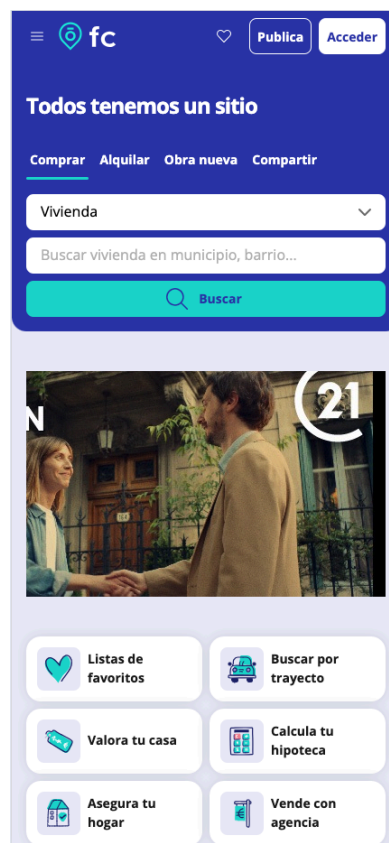 fc
Publica
Acceder
Todos tenemos un sitio
Comprar Alquilar Obra nueva Compartir
Vivienda
Buscar vivienda en municipio, barrio...
Buscar
N
21
Listas de
favoritos
Buscar por
trayecto
Valora tu casa
Calcula tu
hipoteca
Asegura tu
hogar
Vende con
agencia